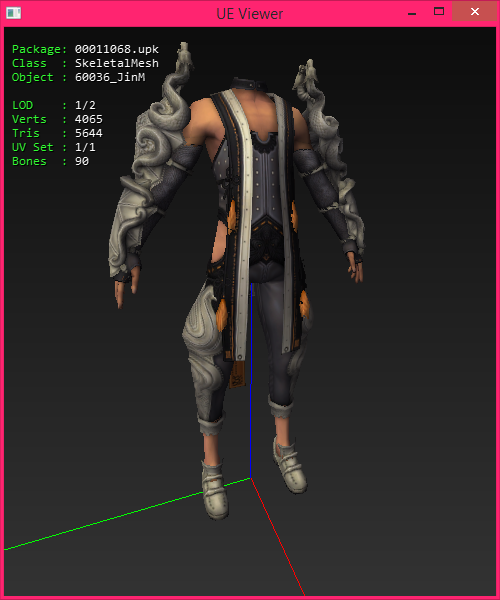 UE Viewer
Package: 00011068.upk
Class  : SkeletalMesh
Object : 60036_JinM
LOD    : 1/2
Verts  : 4065
Tris   : 5644
UV Set : 1/1
Bones  : 90